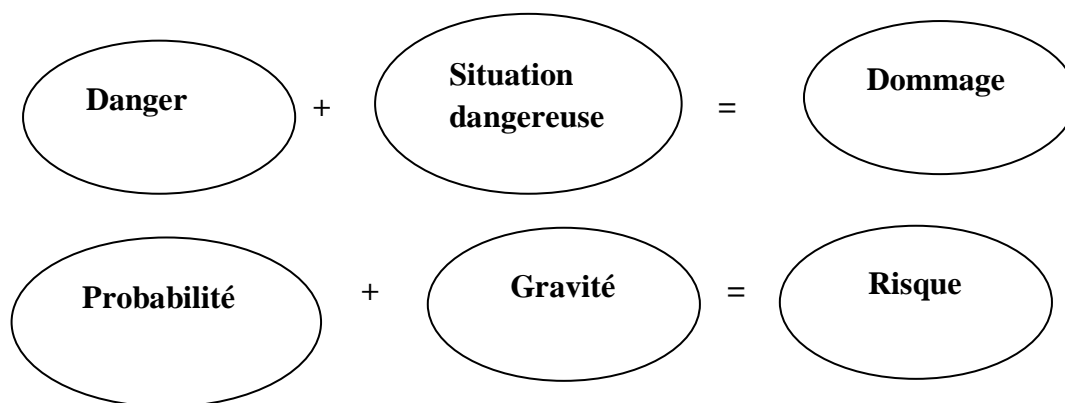 Danger + Situation dangereuse = Dommage
Probabilité + Gravité = Risque